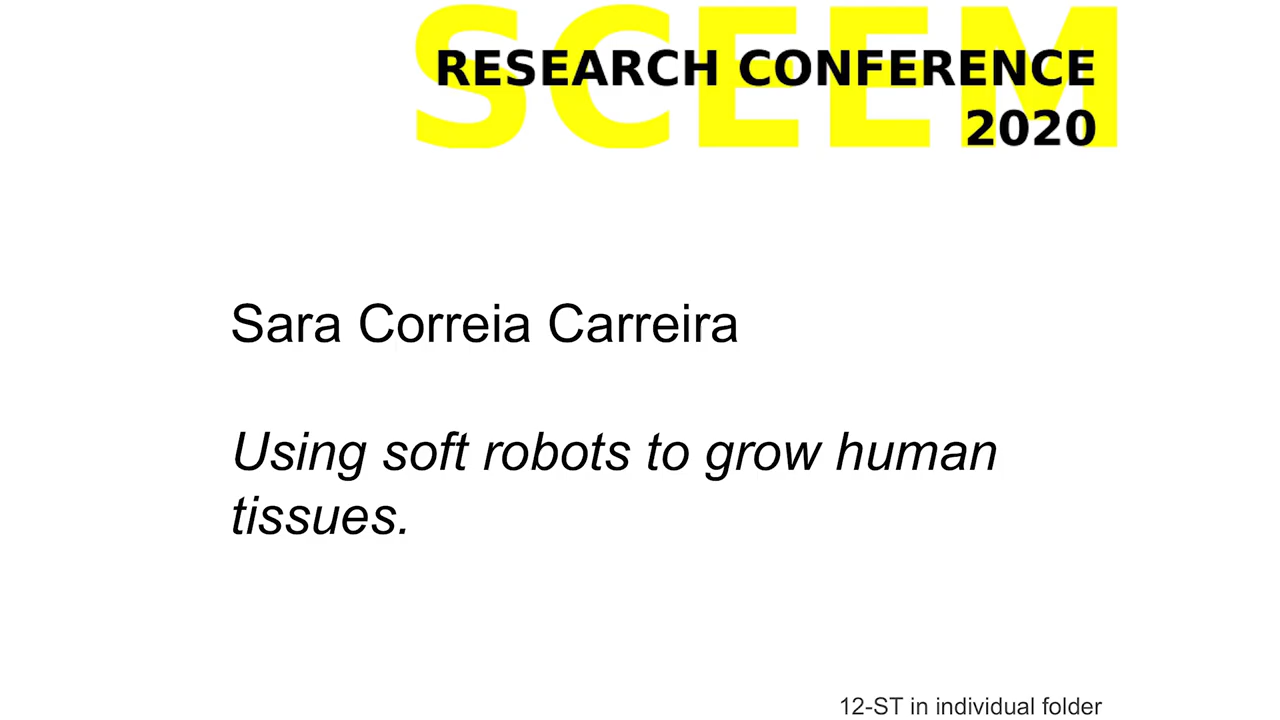 SCEEM
RESEARCH CONFERENCE
2020
Sara Correia Carreira
Using soft robots to grow human
tissues.
12-ST in individual folder